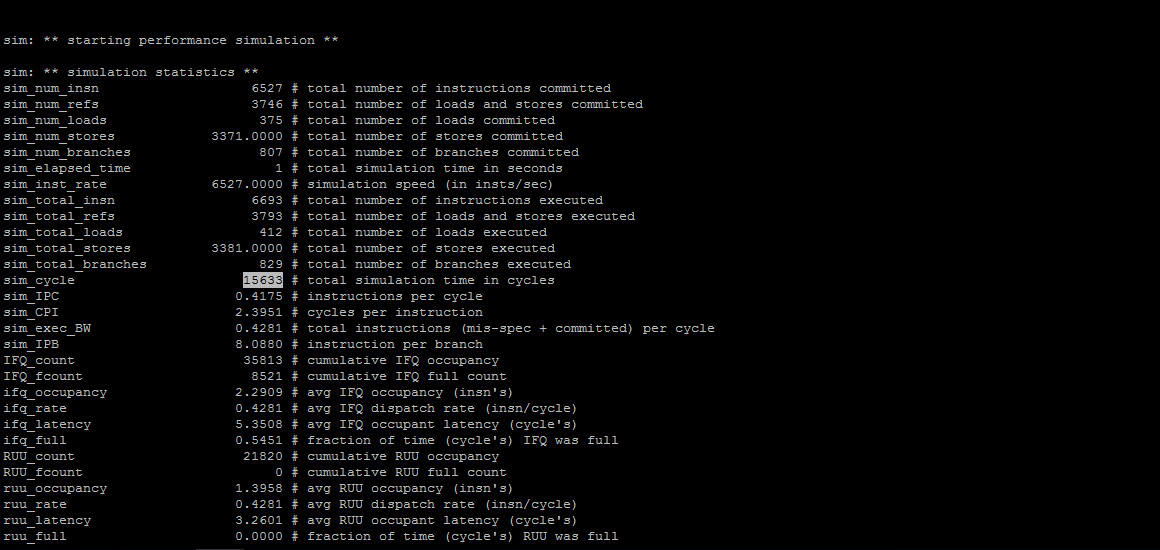 sim: ** starting performance simulation **
sim: ** simulation statistics **
sim_num_insn 6527 # total number of instructions committed
sim_num_refs 3746 # total number of loads and stores committed
sim_num_loads 375 # total number of loads committed
sim_num_stores 3371.0000 # total number of stores committed
sim_num_branches 807 # total number of branches committed
sim_elapsed_time 1 # total simulation time in seconds
sim_inst_rate 6527.0000 # simulation speed (in insts/sec)
sim_total_insn 6693 # total number of instructions executed
sim_total_refs 3793 # total number of loads and stores executed
sim_total_loads 412 # total number of loads executed
sim_total_stores 3381.0000 # total number of stores executed
sim_total_branches 829 # total number of branches executed
sim_cycle 15633 # total simulation time in cycles
sim_IPC 0.4175 # instructions per cycle
sim_CPI 2.3951 # cycles per instruction
sim_exec_BW 0.4281 # total instructions (mis-spec + committed) per cycle
sim_IPB 8.0880 # instruction per branch
IFQ_count 35813 # cumulative IFQ occupancy
IFQ_fcount 8521 # cumulative IFQ full count
ifq_occupancy 2.2909 # avg IFQ occupancy (insn's)
ifq_rate 0.4281 # avg IFQ dispatch rate (insn/cycle)
ifq_latency 5.3508 # avg IFQ occupant latency (cycle's)
ifq_full 0.5451 # fraction of time (cycle's) IFQ was full
RUU_count 21820 # cumulative RUU occupancy
RUU_fcount 0 # cumulative RUU full count
ruu_occupancy 1.3958 # avg RUU occupancy (insn's)
ruu_rate 0.4281 # avg RUU dispatch rate (insn/cycle)
ruu_latency 3.2601 # avg RUU occupant latency (cycle's)
ruu_full 0.0000 # fraction of time (cycle's) RUU was full